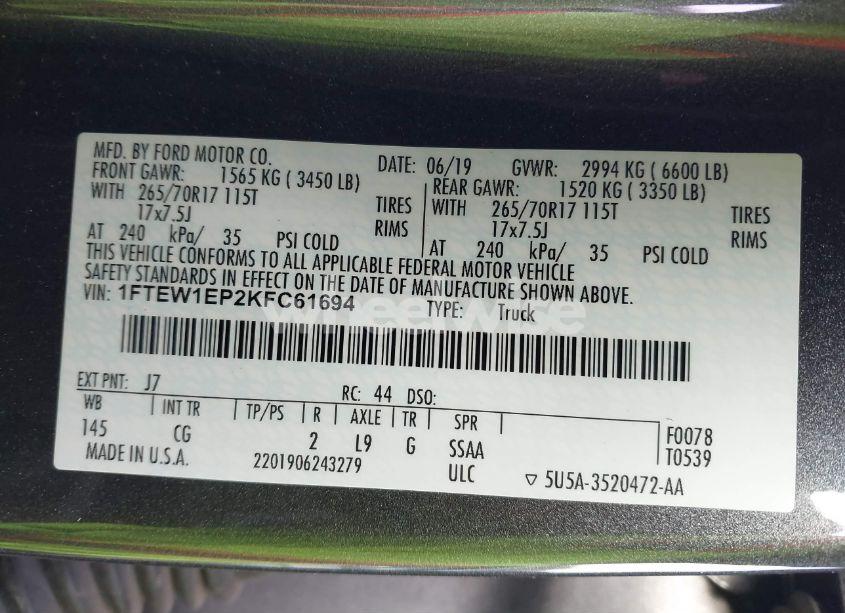 MFD. BY FORD MOTOR CO.
DATE: 06/19 GVWR: 2994 KG ( 6600 LB)
FRONT GAWR: 1565 KG ( 3450 LB) REAR GAWR: 1520 KG ( 3350 LB)
WITH 265/70R17 115T TIRES WITH 265/70R17 115T TIRES
17x7.5J RIMS 17x7.5J RIMS
AT 240 kPa/ 35 PSI COLD AT 240 kPa/ 35 PSI COLD
THIS VEHICLE CONFORMS TO ALL APPLICABLE FEDERAL MOTOR VEHICLE
SAFETY STANDARDS IN EFFECT ON THE DATE OF MANUFACTURE SHOWN ABOVE.
VIN: 1FTEW1EP2KFC61694 TYPE: Truck
wheelwise
EXT PNT: J7 RC: 44 DSO:
WB INT TR TP/PS R AXLE TR SPR F0078
145 CG 2 L9 G SSAA T0539
MADE IN U.S.A. 2201906243279 ULC ▽ 5U5A-3520472-AA